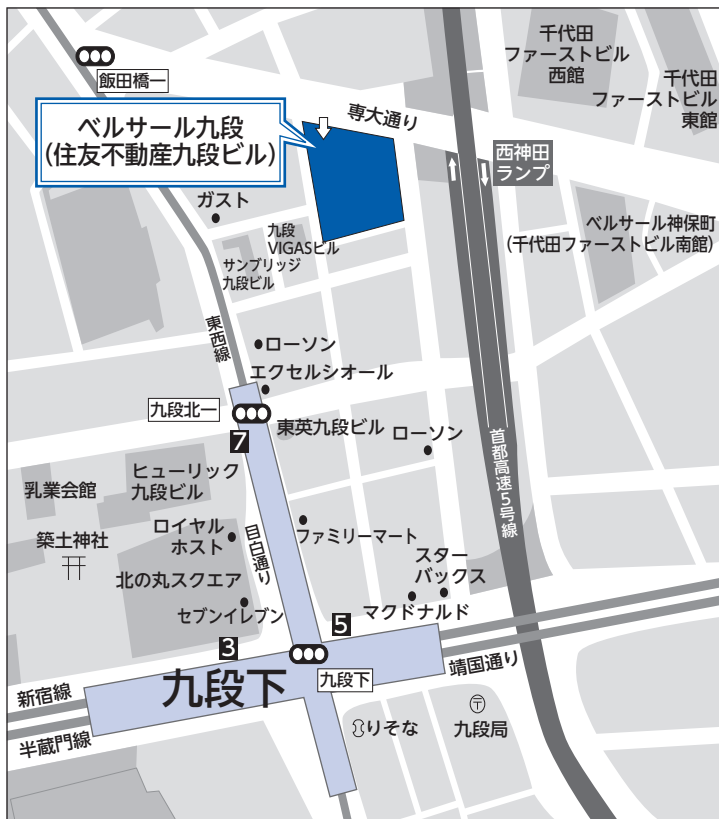 千代田
ファーストビル
西館
千代田
ファーストビル
東館
飯田橋一
専大通り
ベルサール九段
(住友不動産九段ビル)
西神田
ランプ
ガスト
九段
VIGASビル
サンブリッジ
九段ビル
ベルサール神保町
(千代田ファーストビル南館)
東西線
ローソン
エクセルシオール
九段北一
東英九段ビル
ローソン
7
首都高速5号線
ヒューリック
九段ビル
乳業会館
ロイヤル
ホスト
目白通り
ファミリーマート
築土神社
スター
バックス
北の丸スクエア
セブンイレブン
マクドナルド
5
3
九段下
九段下
靖国通り
新宿線
半蔵門線
りそな
九段局